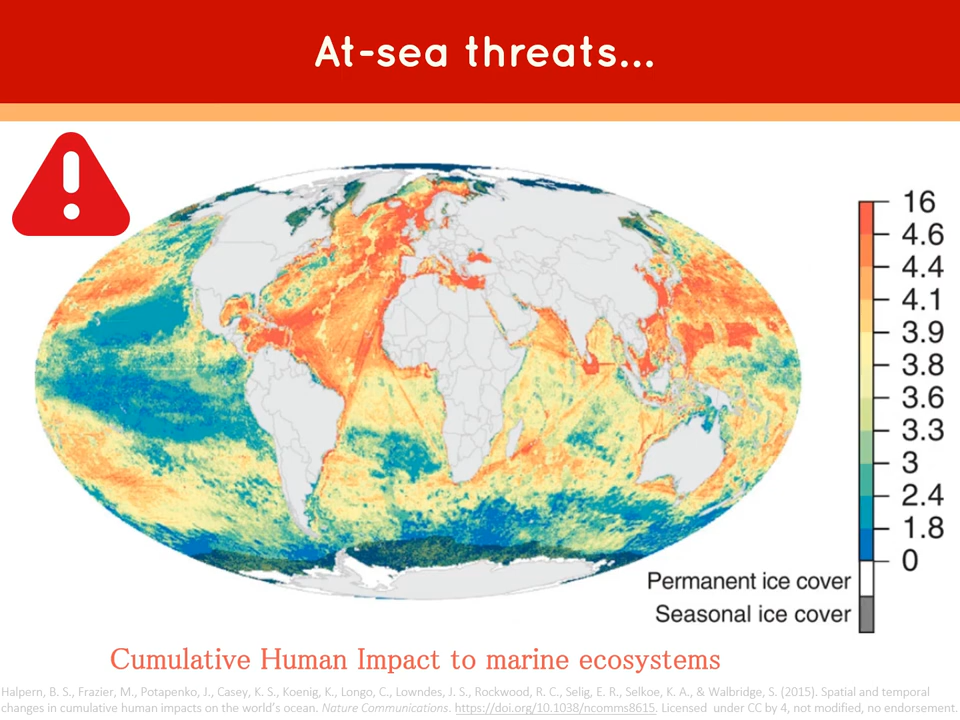 At-sea threats...
16
4.6
4.4
4.1
3.9
3.8
3.6
3.3
3
2.4
1.8
0
Permanent ice cover
Seasonal ice cover
Cumulative Human Impact to marine ecosystems
Halpern, B. S., Frazier, M., Potapenko, J., Casey, K. S., Koenig, K., Longo, C., Lowndes, J. S., Rockwood, R. C., Selig, E. R., Selkoe, K. A., & Walbridge, S. (2015). Spatial and temporal
changes in cumulative human impacts on the world's ocean. Nature Communications. https://doi.org/10.1038/ncomms8615. Licensed under CC by 4, not modified, no endorsement.